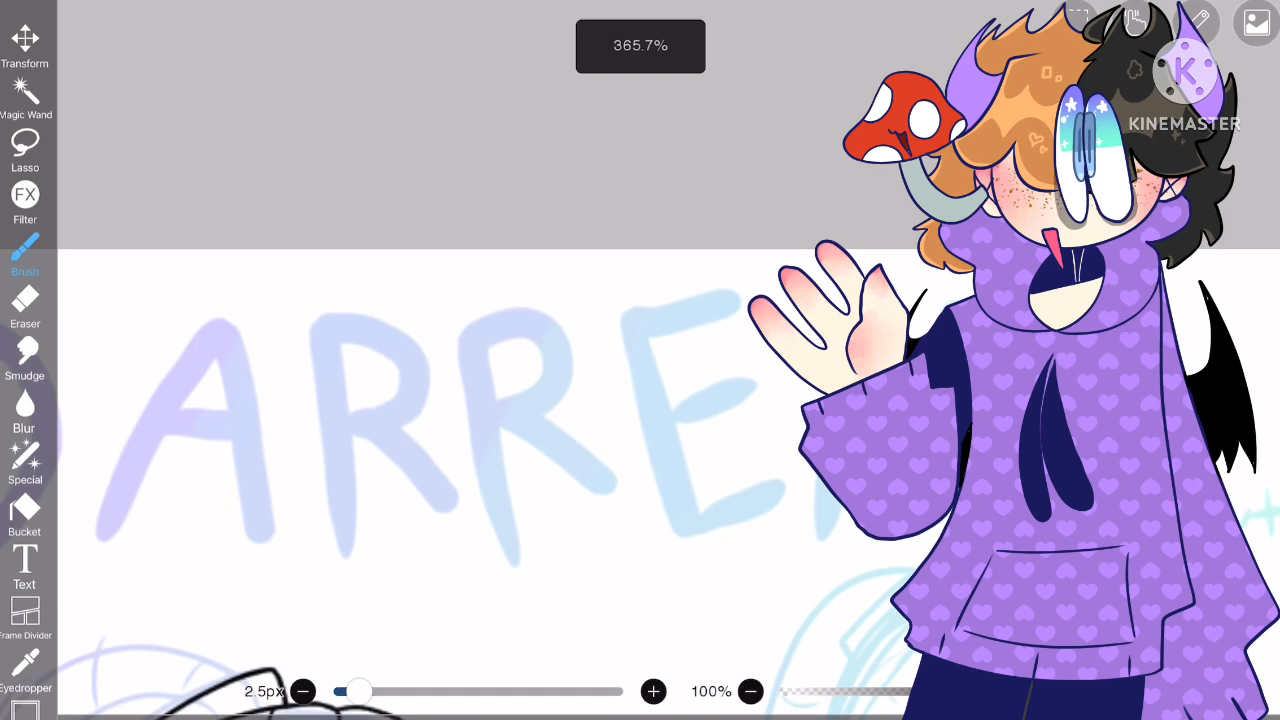 365.7%
Transform
Magic Wand
Lasso
FX
Filter
Brush
Eraser
Smudge
Blur
Special
Bucket
T
Text
Frame Divider
Eyedropper
K
KINEMASTER
ARRE
2.5px
100%